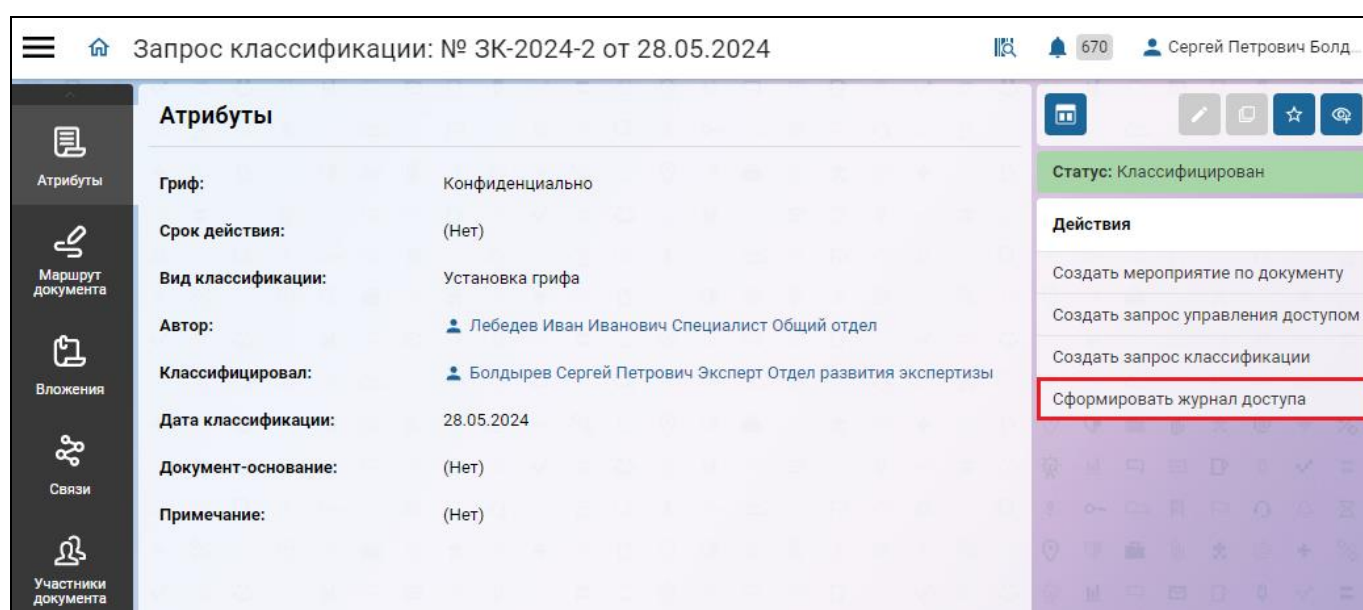 Запрос классификации: № ЗК-2024-2 от 28.05.2024
670
Сергей Петрович Болд...
Атрибуты
Маршрут
документа
Вложения
Связи
Участники
документа
Атрибуты
Гриф: Конфиденциально
Срок действия: (Нет)
Вид классификации: Установка грифа
Автор: Лебедев Иван Иванович Специалист Общий отдел
Классифицировал: Болдырев Сергей Петрович Эксперт Отдел развития экспертизы
Дата классификации: 28.05.2024
Документ-основание: (Нет)
Примечание: (Нет)
Статус: Классифицирован
Действия
Создать мероприятие по документу
Создать запрос управления доступом
Создать запрос классификации
Сформировать журнал доступа